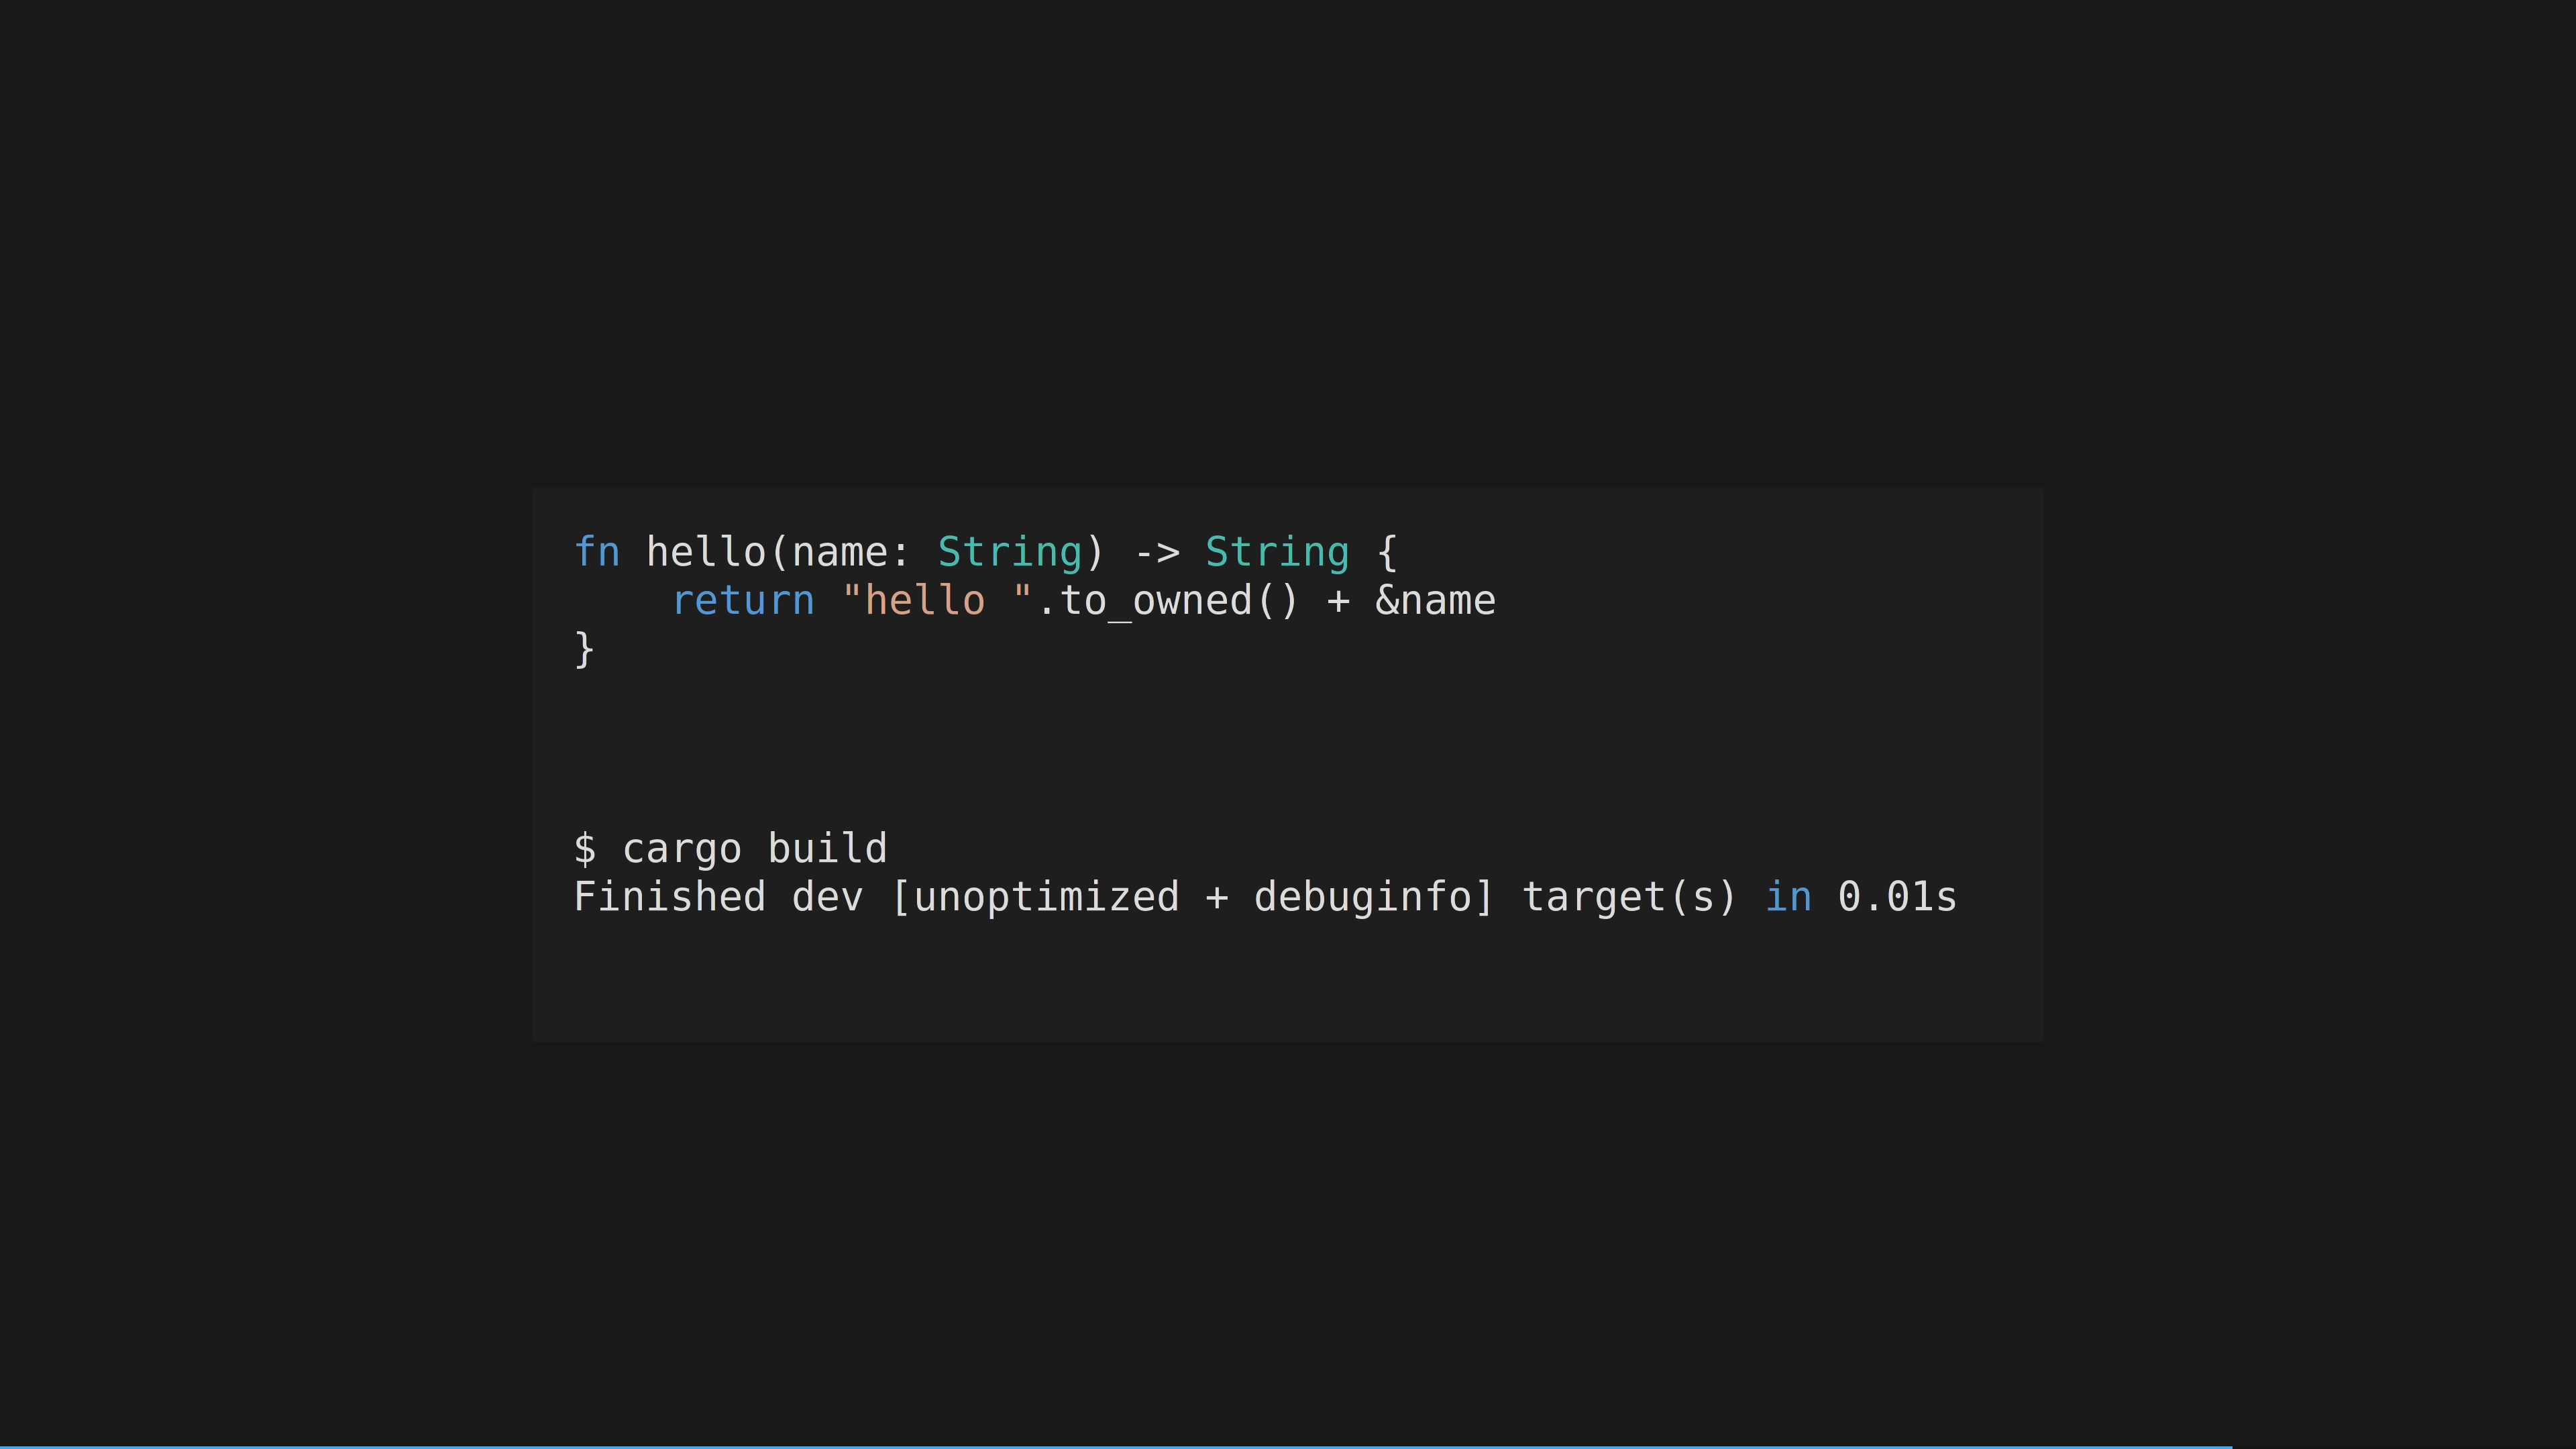 fn hello(name: String) -> String {
    return "hello ".to_owned() + &name
}
$ cargo build
Finished dev [unoptimized + debuginfo] target(s) in 0.01s